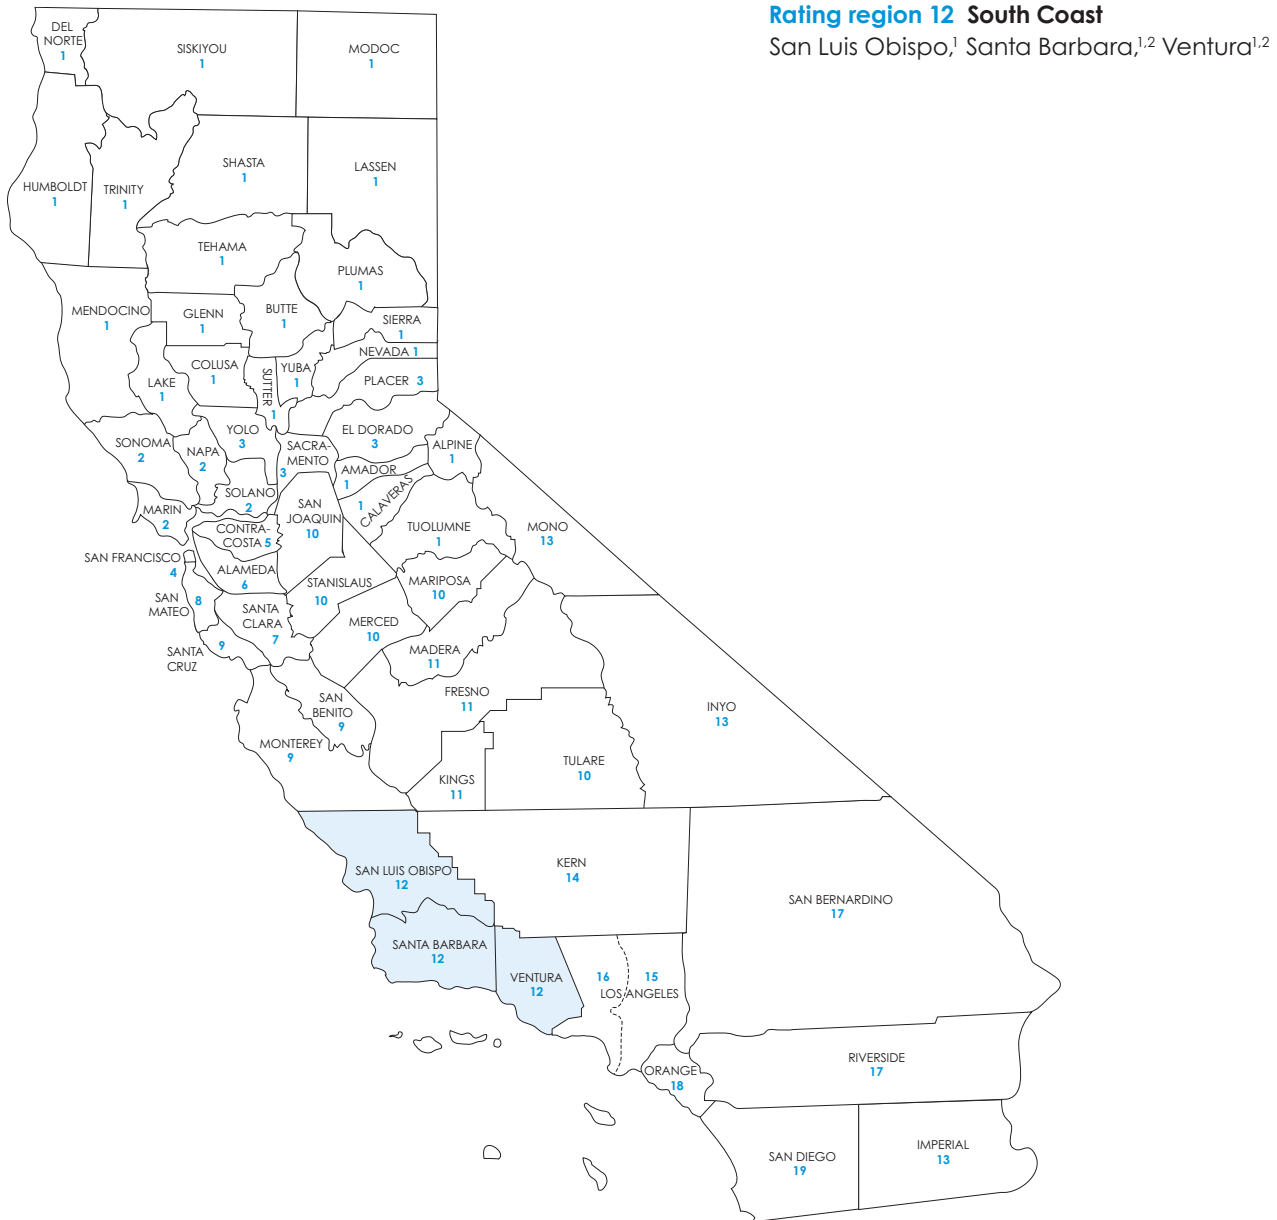 Rating region 12 South Coast
San Luis Obispo,1 Santa Barbara,1,2 Ventura1,2
DEL
NORTE
1
SISKIYOU
1
MODOC
1
HUMBOLDT
1
TRINITY
1
SHASTA
1
LASSEN
1
TEHAMA
1
PLUMAS
1
MENDOCINO
1
GLENN
1
BUTTE
1
SIERRA
1
NEVADA 1
COLUSA
1
SUTTER
1
YUBA
1
PLACER 3
LAKE
1
SONOMA
2
NAPA
2
YOLO
3
SACRA-
MENTO
3
EL DORADO
3
ALPINE
1
AMADOR
1
CALAVERAS
1
SOLANO
2
MARIN
2
SAN
JOAQUIN
10
CONTRA-
COSTA 5
TUOLUMNE
1
MONO
13
SAN FRANCISCO
4
ALAMEDA
6
STANISLAUS
10
MARIPOSA
10
SAN
MATEO
8
SANTA
CLARA
7
MERCED
10
SANTA
CRUZ
9
MADERA
11
FRESNO
11
SAN
BENITO
9
INYO
13
MONTEREY
9
KINGS
11
TULARE
10
SAN LUIS OBISPO
12
KERN
14
SAN BERNARDINO
17
SANTA BARBARA
12
VENTURA
12
16
15
LOS ANGELES
ORANGE
18
RIVERSIDE
17
SAN DIEGO
19
IMPERIAL
13